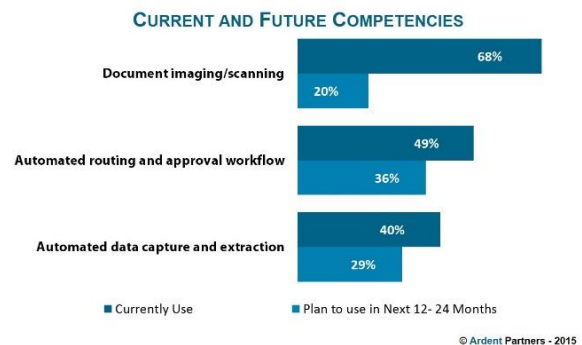 CURRENT AND FUTURE COMPETENCIES
Document imaging/scanning
68%
20%
Automated routing and approval workflow
49%
36%
Automated data capture and extraction
40%
29%
Currently Use
Plan to use in Next 12- 24 Months
© Ardent Partners - 2015